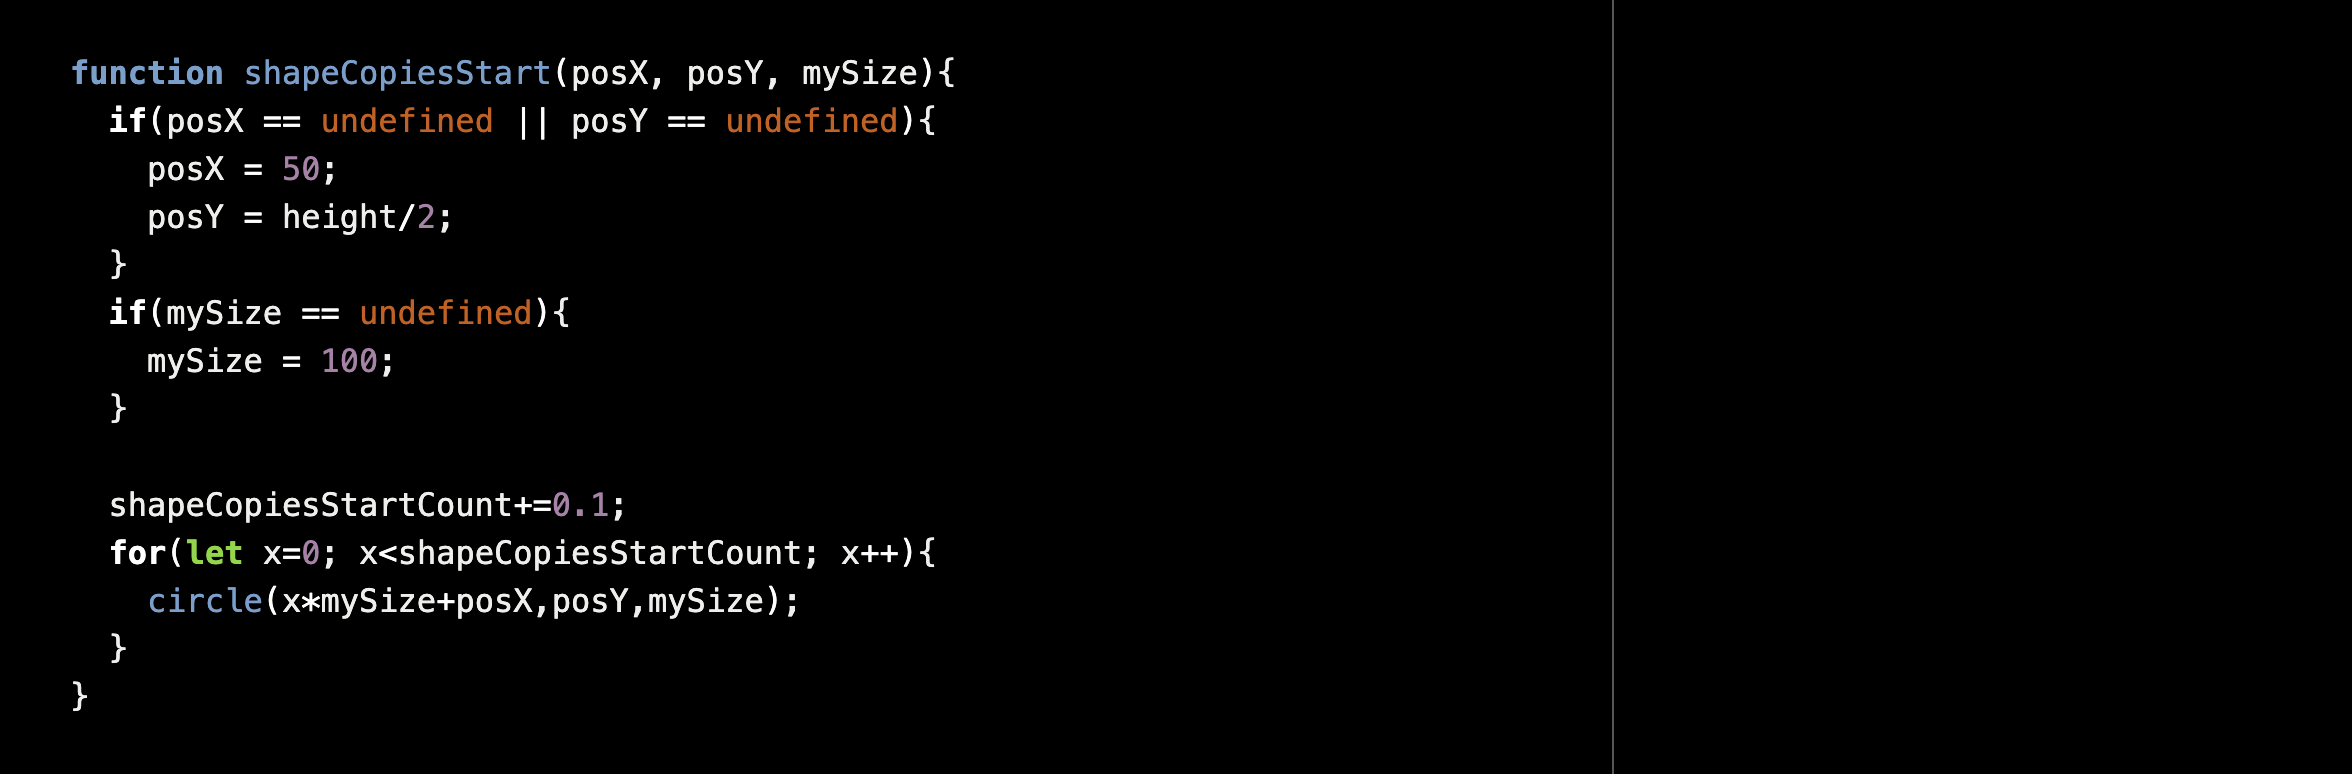 function shapeCopiesStart(posX, posY, mySize){
  if(posX == undefined || posY == undefined){
    posX = 50;
    posY = height/2;
  }
  if(mySize == undefined){
    mySize = 100;
  }

  shapeCopiesStartCount+=0.1;
  for(let x=0; x<shapeCopiesStartCount; x++){
    circle(x*mySize+posX,posY,mySize);
  }
}